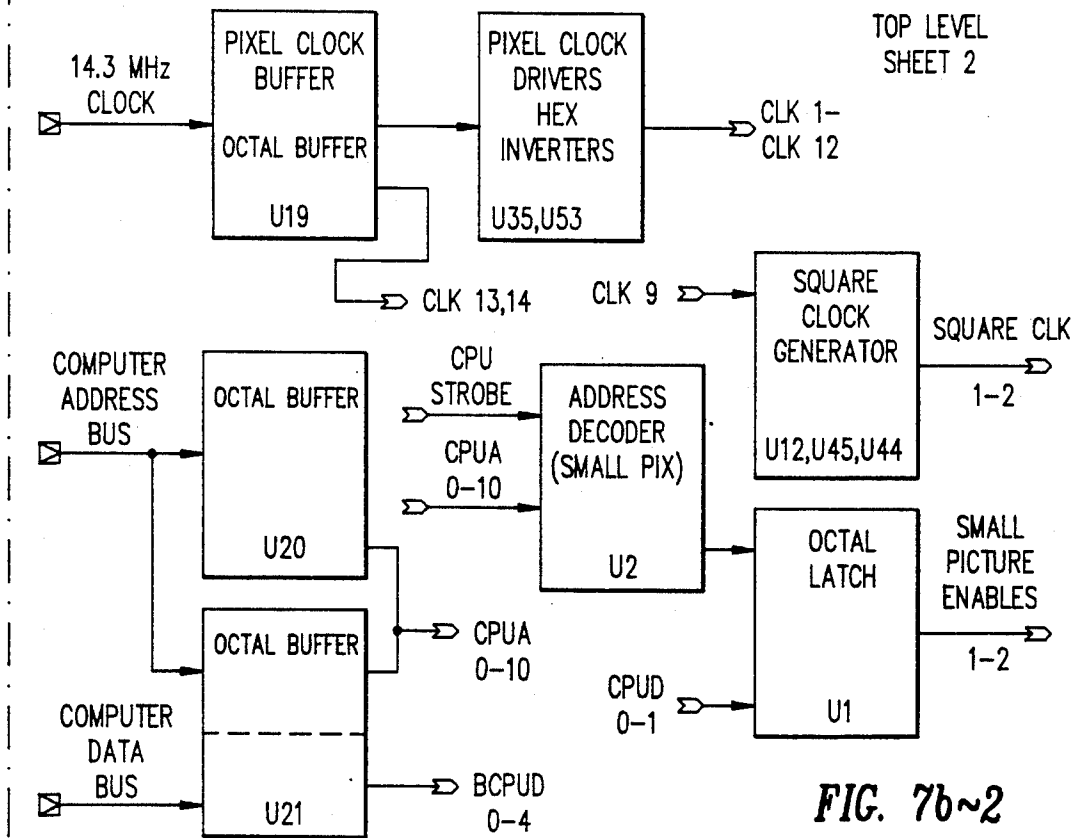 TOP LEVEL
SHEET 2
14.3 MHz
CLOCK
PIXEL CLOCK
BUFFER
OCTAL BUFFER
U19
PIXEL CLOCK
DRIVERS
HEX
INVERTERS
U35,U53
CLK 1-
CLK 12
CLK 13,14
CLK 9
SQUARE
CLOCK
GENERATOR
U12,U45,U44
SQUARE CLK
1-2
COMPUTER
ADDRESS
BUS
OCTAL BUFFER
U20
CPU
STROBE
CPUA
0-10
ADDRESS
DECODER
(SMALL PIX)
U2
OCTAL
LATCH
U1
SMALL
PICTURE
ENABLES
1-2
CPUD
0-1
OCTAL BUFFER
U21
CPUA
0-10
COMPUTER
DATA
BUS
BCPUD
0-4
FIG. 7b~2